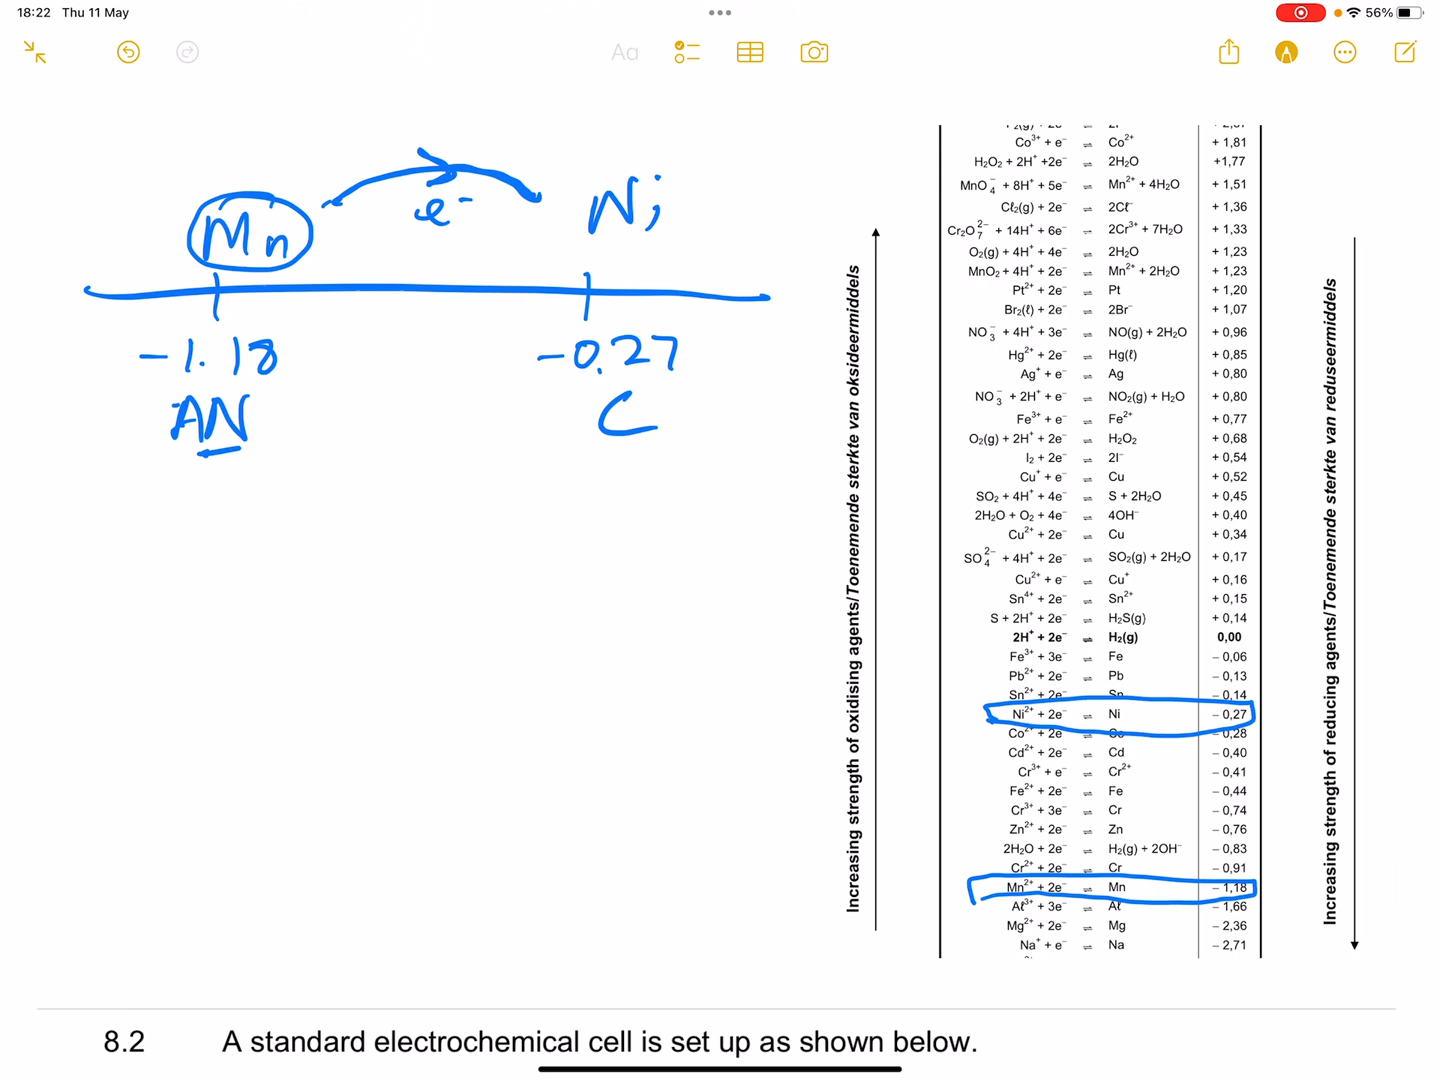 18:22 Thu 11 May
56%
Aa
Mn
e⁻
Ni
−1.18
−0.27
AN
C
Increasing strength of oxidising agents/Toenemende sterkte van oksideermiddels
Co³⁺ + e⁻ ⇌ Co²⁺ + 1,81
H₂O₂ + 2H⁺ +2e⁻ ⇌ 2H₂O +1,77
MnO₄⁻ + 8H⁺ + 5e⁻ ⇌ Mn²⁺ + 4H₂O + 1,51
Cℓ₂(g) + 2e⁻ ⇌ 2Cℓ⁻ + 1,36
Cr₂O₇²⁻ + 14H⁺ + 6e⁻ ⇌ 2Cr³⁺ + 7H₂O + 1,33
O₂(g) + 4H⁺ + 4e⁻ ⇌ 2H₂O + 1,23
MnO₂ + 4H⁺ + 2e⁻ ⇌ Mn²⁺ + 2H₂O + 1,23
Pt²⁺ + 2e⁻ ⇌ Pt + 1,20
Br₂(ℓ) + 2e⁻ ⇌ 2Br⁻ + 1,07
NO₃⁻ + 4H⁺ + 3e⁻ ⇌ NO(g) + 2H₂O + 0,96
Hg²⁺ + 2e⁻ ⇌ Hg(ℓ) + 0,85
Ag⁺ + e⁻ ⇌ Ag + 0,80
NO₃⁻ + 2H⁺ + e⁻ ⇌ NO₂(g) + H₂O + 0,80
Fe³⁺ + e⁻ ⇌ Fe²⁺ + 0,77
O₂(g) + 2H⁺ + 2e⁻ ⇌ H₂O₂ + 0,68
I₂ + 2e⁻ ⇌ 2I⁻ + 0,54
Cu⁺ + e⁻ ⇌ Cu + 0,52
SO₂ + 4H⁺ + 4e⁻ ⇌ S + 2H₂O + 0,45
2H₂O + O₂ + 4e⁻ ⇌ 4OH⁻ + 0,40
Cu²⁺ + 2e⁻ ⇌ Cu + 0,34
SO₄²⁻ + 4H⁺ + 2e⁻ ⇌ SO₂(g) + 2H₂O + 0,17
Cu²⁺ + e⁻ ⇌ Cu⁺ + 0,16
Sn⁴⁺ + 2e⁻ ⇌ Sn²⁺ + 0,15
S + 2H⁺ + 2e⁻ ⇌ H₂S(g) + 0,14
2H⁺ + 2e⁻ ⇌ H₂(g) 0,00
Fe³⁺ + 3e⁻ ⇌ Fe − 0,06
Pb²⁺ + 2e⁻ ⇌ Pb − 0,13
Sn²⁺ + 2e⁻ ⇌ Sn − 0,14
Ni²⁺ + 2e⁻ ⇌ Ni − 0,27
Co²⁺ + 2e⁻ ⇌ Co − 0,28
Cd²⁺ + 2e⁻ ⇌ Cd − 0,40
Cr³⁺ + e⁻ ⇌ Cr²⁺ − 0,41
Fe²⁺ + 2e⁻ ⇌ Fe − 0,44
Cr³⁺ + 3e⁻ ⇌ Cr − 0,74
Zn²⁺ + 2e⁻ ⇌ Zn − 0,76
2H₂O + 2e⁻ ⇌ H₂(g) + 2OH⁻ − 0,83
Cr²⁺ + 2e⁻ ⇌ Cr − 0,91
Mn²⁺ + 2e⁻ ⇌ Mn − 1,18
Aℓ³⁺ + 3e⁻ ⇌ Aℓ − 1,66
Mg²⁺ + 2e⁻ ⇌ Mg − 2,36
Na⁺ + e⁻ ⇌ Na − 2,71
Increasing strength of reducing agents/Toenemende sterkte van reduseermiddels
8.2 A standard electrochemical cell is set up as shown below.